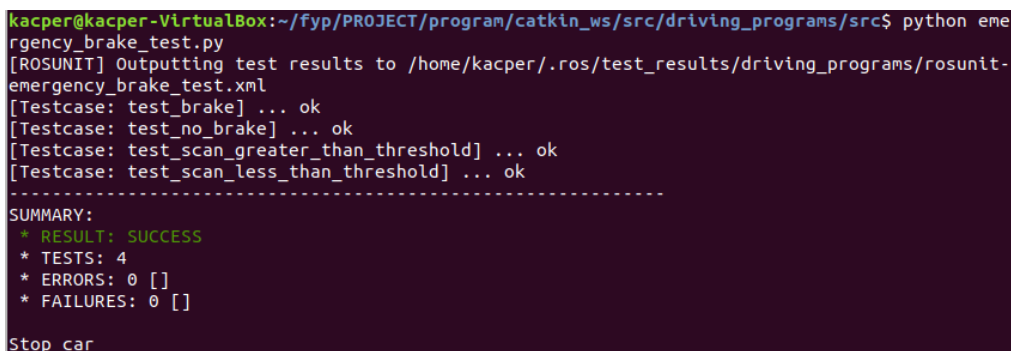 kacper@kacper-VirtualBox:~/fyp/PROJECT/program/catkin_ws/src/driving_programs/src$ python eme
rgency_brake_test.py
[ROSUNIT] Outputting test results to /home/kacper/.ros/test_results/driving_programs/rosunit-
emergency_brake_test.xml
[Testcase: test_brake] ... ok
[Testcase: test_no_brake] ... ok
[Testcase: test_scan_greater_than_threshold] ... ok
[Testcase: test_scan_less_than_threshold] ... ok
-------------------------------------------------------------
SUMMARY:
 * RESULT: SUCCESS
 * TESTS: 4
 * ERRORS: 0 []
 * FAILURES: 0 []

Stop car